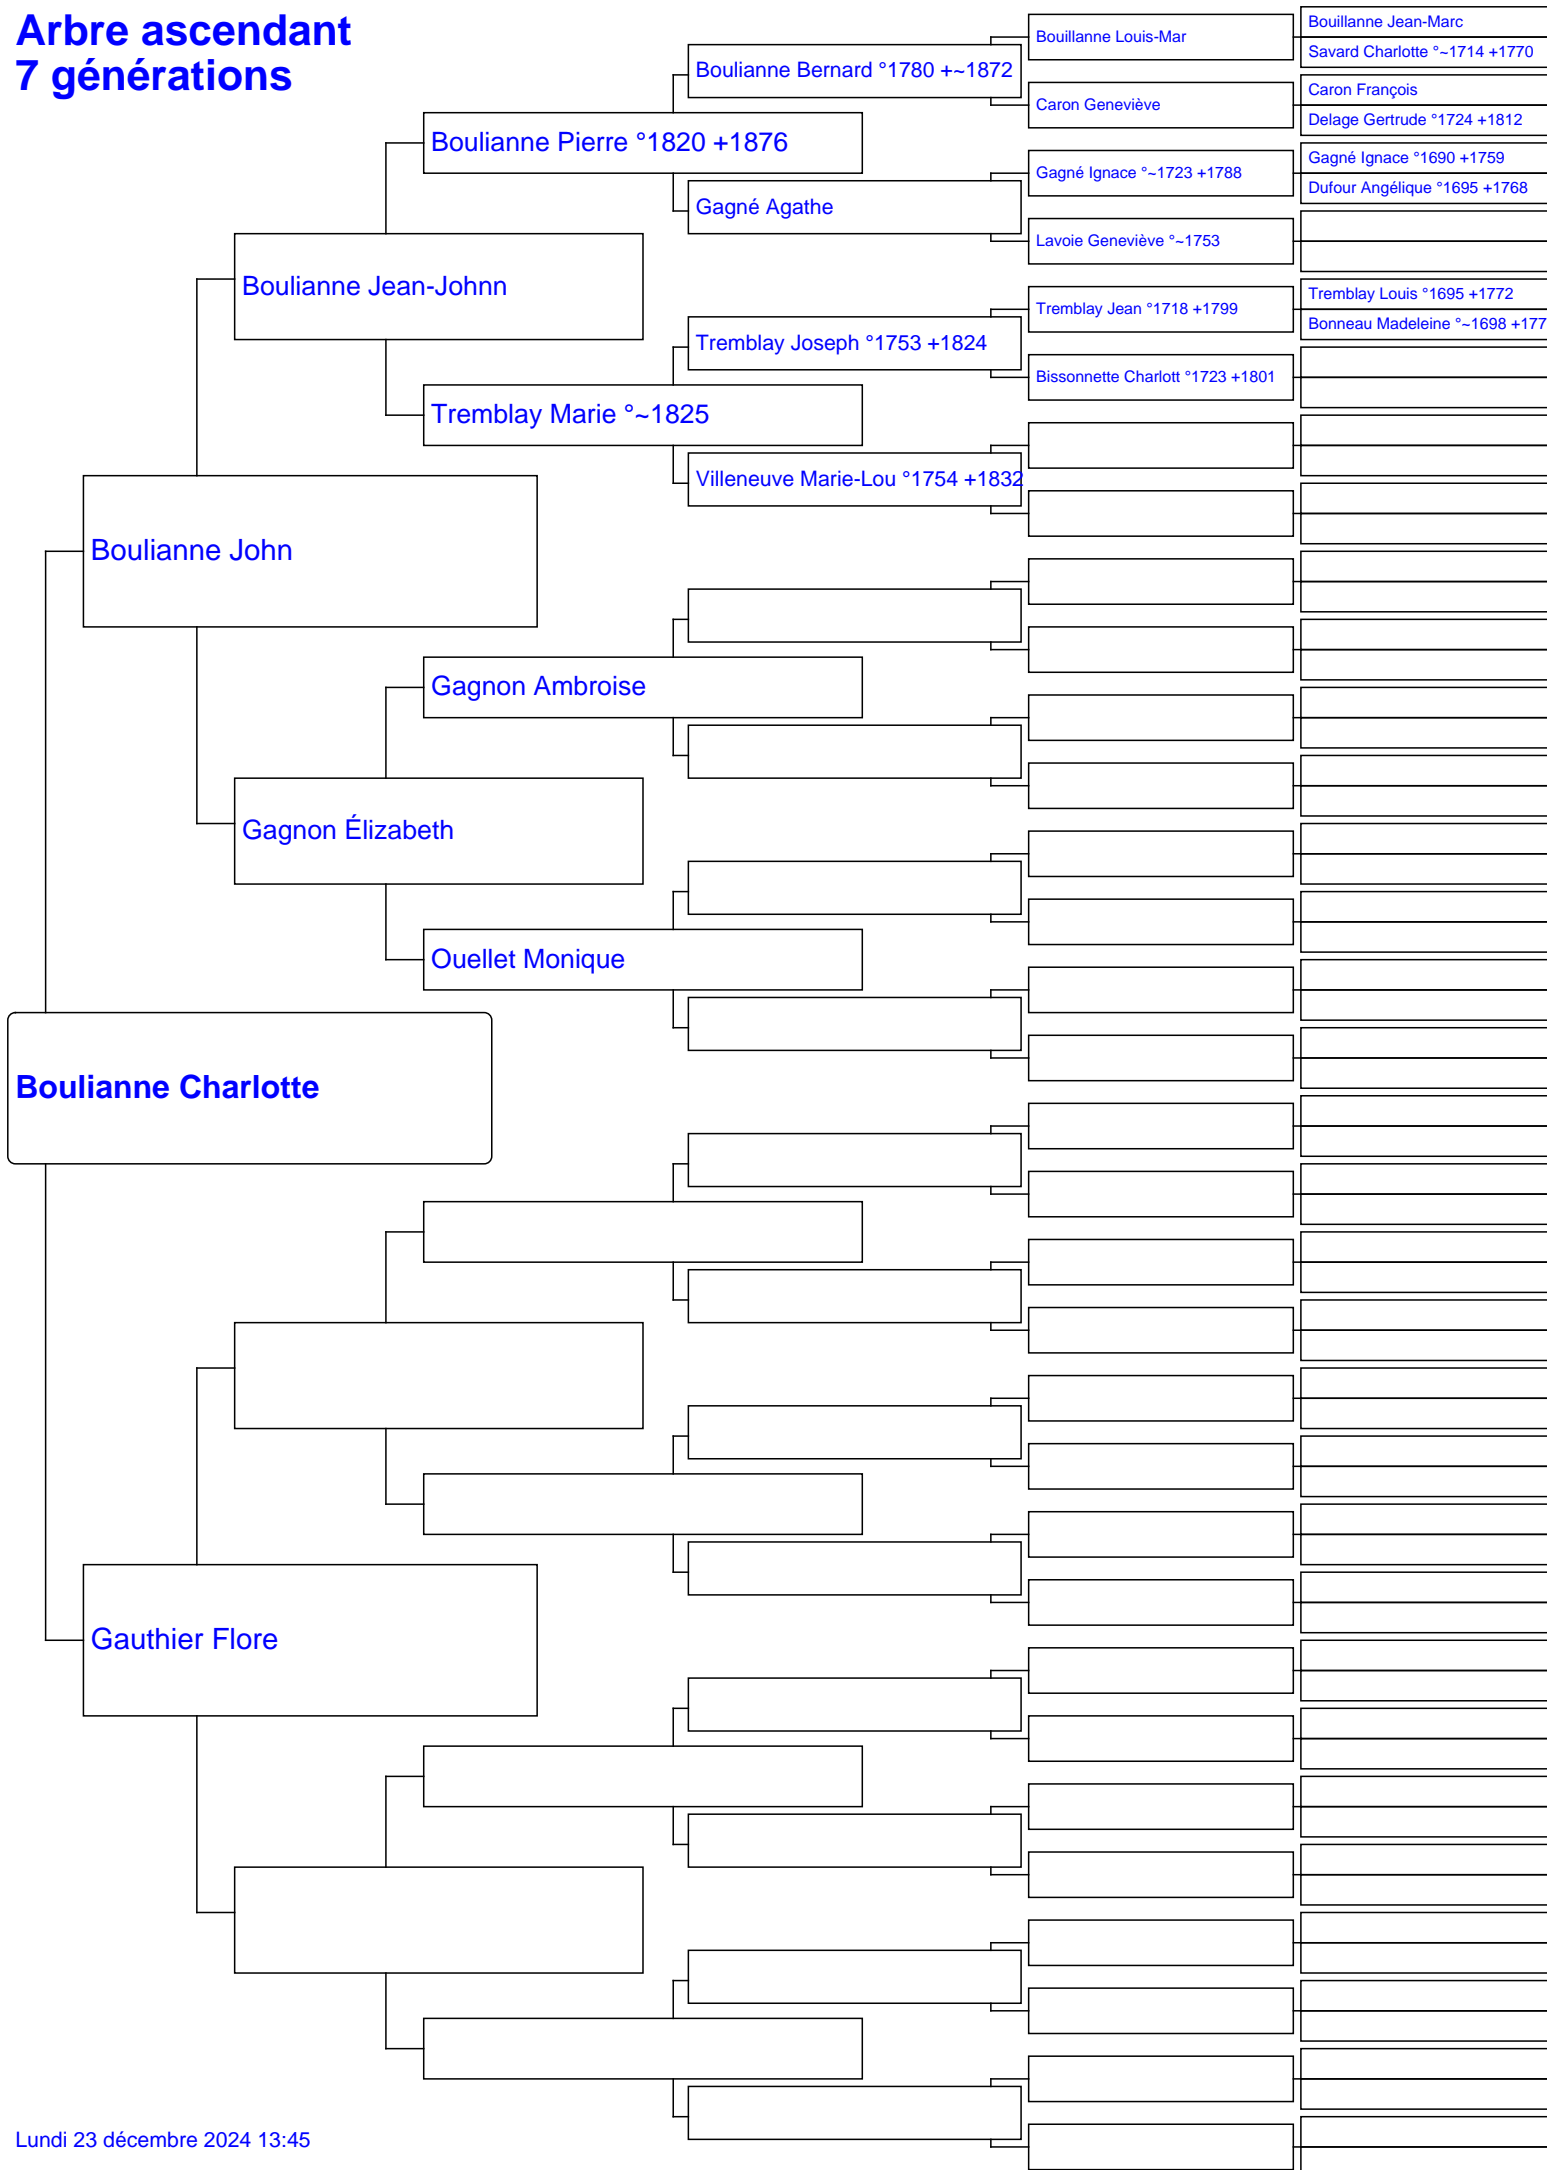 Arbre ascendant
7 générations
Bouillanne Jean-Marc
Bouillanne Louis-Mar
Savard Charlotte °~1714 +1770
Boulianne Bernard °1780 +~1872
Caron François
Caron Geneviève
Delage Gertrude °1724 +1812
Boulianne Pierre °1820 +1876
Gagné Ignace °1690 +1759
Gagné Ignace °~1723 +1788
Dufour Angélique °1695 +1768
Gagné Agathe
Lavoie Geneviève °~1753
Boulianne Jean-Johnn
Tremblay Louis °1695 +1772
Tremblay Jean °1718 +1799
Bonneau Madeleine °~1698 +177
Tremblay Joseph °1753 +1824
Bissonnette Charlott °1723 +1801
Tremblay Marie °~1825
Villeneuve Marie-Lou °1754 +1832
Boulianne John
Gagnon Ambroise
Gagnon Élizabeth
Ouellet Monique
Boulianne Charlotte
Gauthier Flore
Lundi 23 décembre 2024 13:45